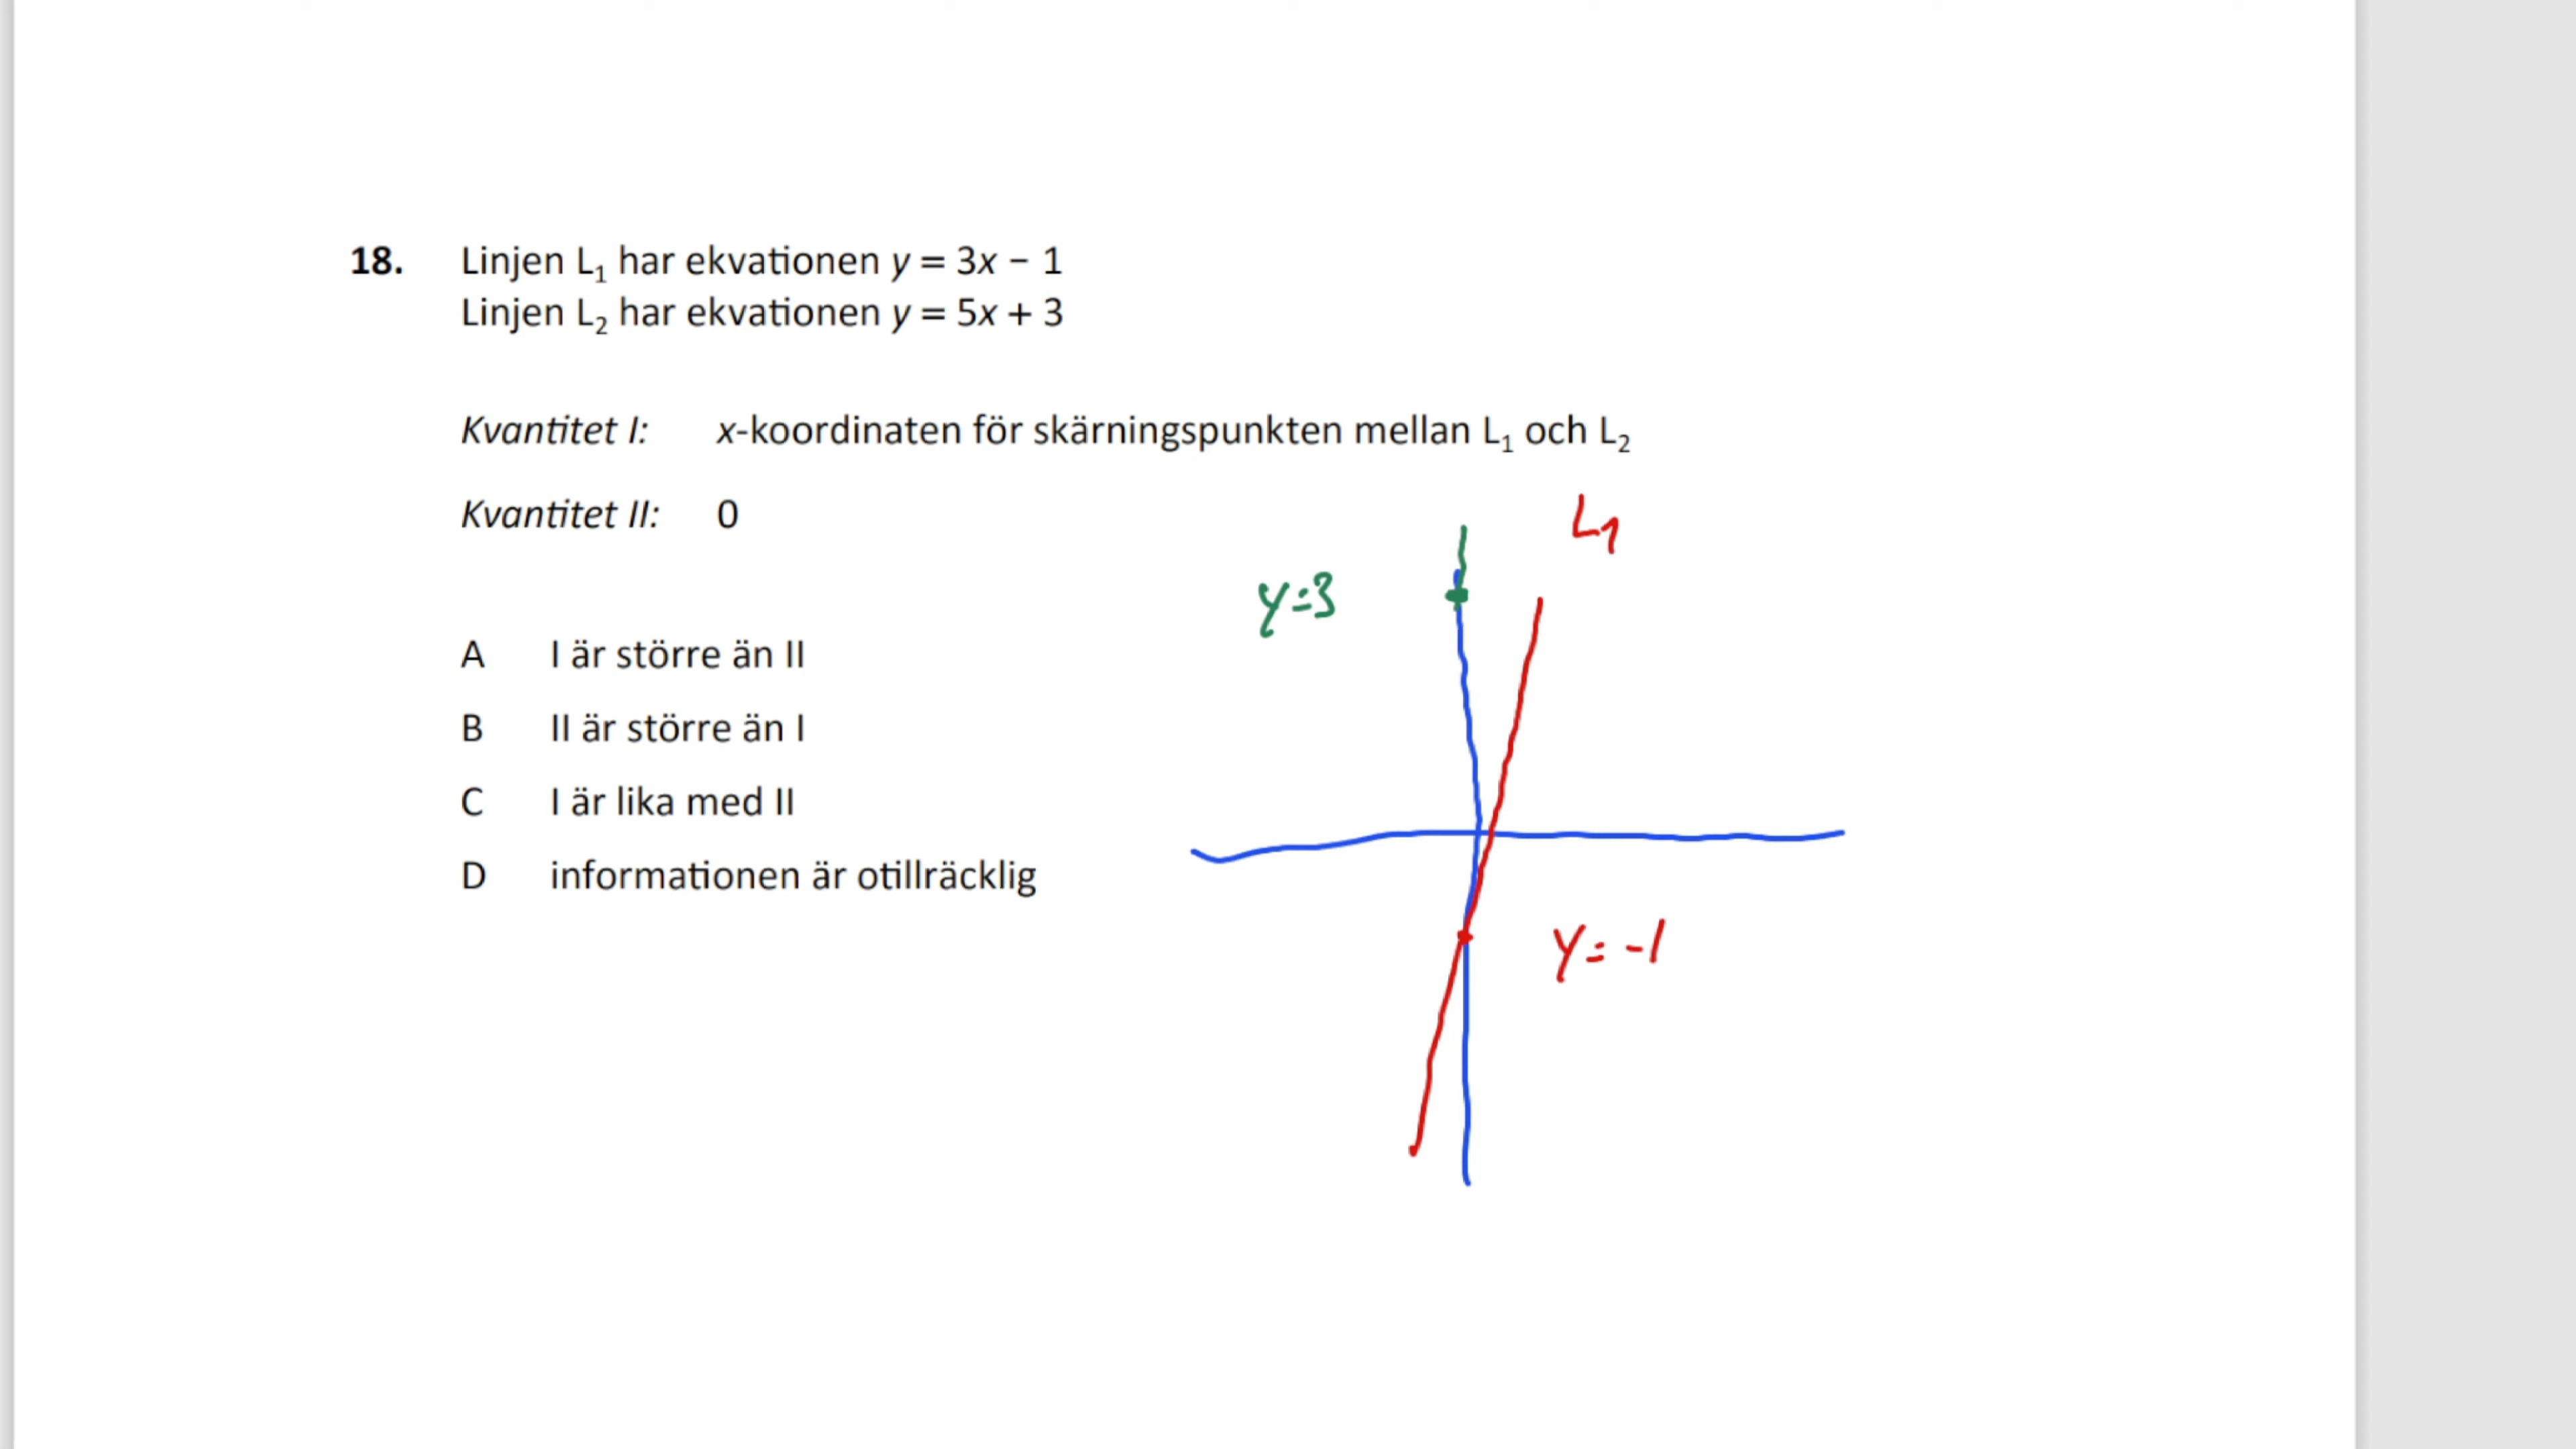 18. Linjen L₁ har ekvationen y = 3x − 1
Linjen L₂ har ekvationen y = 5x + 3
Kvantitet I: x-koordinaten för skärningspunkten mellan L₁ och L₂
Kvantitet II: 0
L1
y=3
A I är större än II
B II är större än I
C I är lika med II
D informationen är otillräcklig
y=-1